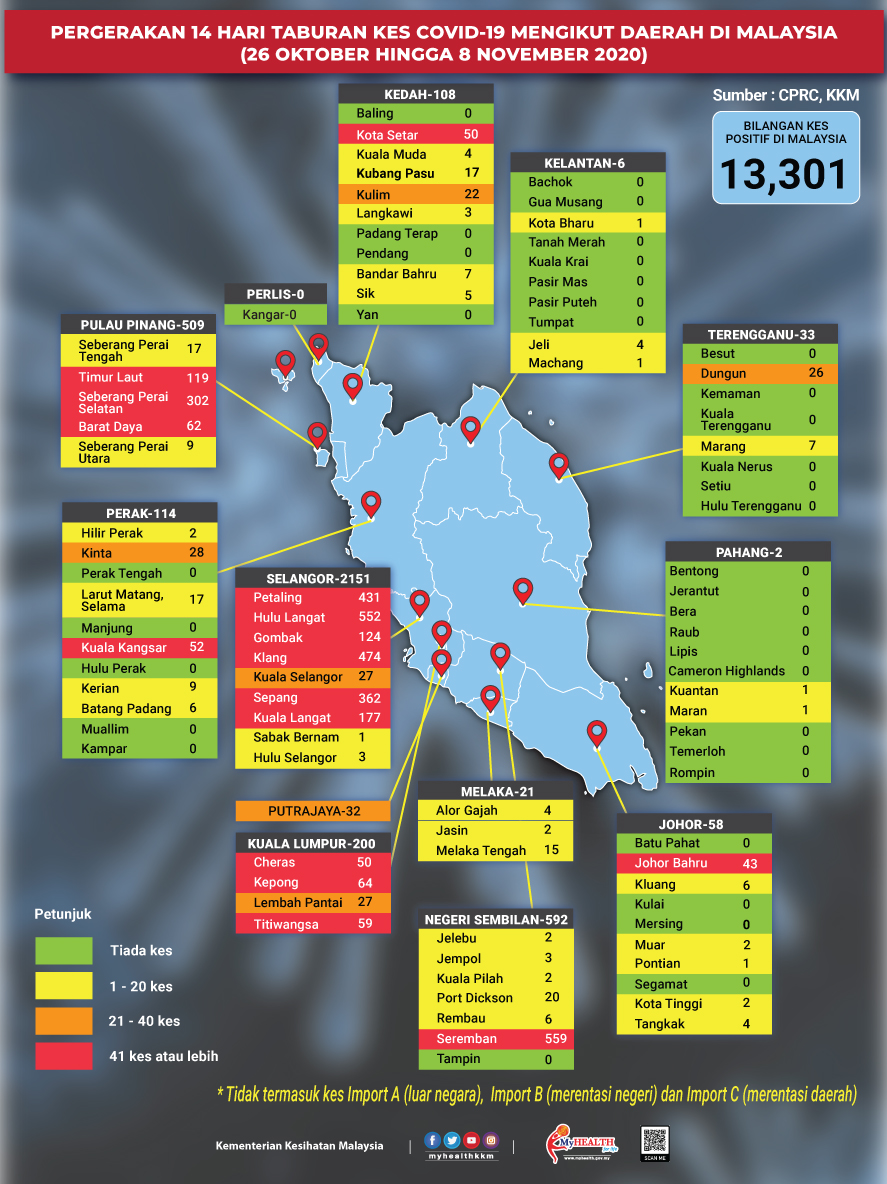 PERGERAKAN 14 HARI TABURAN KES COVID-19 MENGIKUT DAERAH DI MALAYSIA
(26 OKTOBER HINGGA 8 NOVEMBER 2020)
Sumber : CPRC, KKM
BILANGAN KES
POSITIF DI MALAYSIA
13,301
KEDAH-108
Baling 0
Kota Setar 50
Kuala Muda 4
Kubang Pasu 17
Kulim 22
Langkawi 3
Padang Terap 0
Pendang 0
Bandar Bahru 7
Sik 5
Yan 0
KELANTAN-6
Bachok 0
Gua Musang 0
Kota Bharu 1
Tanah Merah 0
Kuala Krai 0
Pasir Mas 0
Pasir Puteh 0
Tumpat 0
Jeli 4
Machang 1
PERLIS-0
Kangar-0
PULAU PINANG-509
Seberang Perai
Tengah 17
Timur Laut 119
Seberang Perai
Selatan 302
Barat Daya 62
Seberang Perai
Utara 9
TERENGGANU-33
Besut 0
Dungun 26
Kemaman 0
Kuala
Terengganu 0
Marang 7
Kuala Nerus 0
Setiu 0
Hulu Terengganu 0
PERAK-114
Hilir Perak 2
Kinta 28
Perak Tengah 0
Larut Matang,
Selama 17
Manjung 0
Kuala Kangsar 52
Hulu Perak 0
Kerian 9
Batang Padang 6
Muallim 0
Kampar 0
SELANGOR-2151
Petaling 431
Hulu Langat 552
Gombak 124
Klang 474
Kuala Selangor 27
Sepang 362
Kuala Langat 177
Sabak Bernam 1
Hulu Selangor 3
PAHANG-2
Bentong 0
Jerantut 0
Bera 0
Raub 0
Lipis 0
Cameron Highlands 0
Kuantan 1
Maran 1
Pekan 0
Temerloh 0
Rompin 0
PUTRAJAYA-32
KUALA LUMPUR-200
Cheras 50
Kepong 64
Lembah Pantai 27
Titiwangsa 59
MELAKA-21
Alor Gajah 4
Jasin 2
Melaka Tengah 15
JOHOR-58
Batu Pahat 0
Johor Bahru 43
Kluang 6
Kulai 0
Mersing 0
Muar 2
Pontian 1
Segamat 0
Kota Tinggi 2
Tangkak 4
NEGERI SEMBILAN-592
Jelebu 2
Jempol 3
Kuala Pilah 2
Port Dickson 20
Rembau 6
Seremban 559
Tampin 0
Petunjuk
Tiada kes
1 - 20 kes
21 - 40 kes
41 kes atau lebih
* Tidak termasuk kes Import A (luar negara), Import B (merentasi negeri) dan Import C (merentasi daerah)
Kementerian Kesihatan Malaysia
myhealthkkm
MyHEALTH
for life
www.myhealth.gov.my
SCAN ME